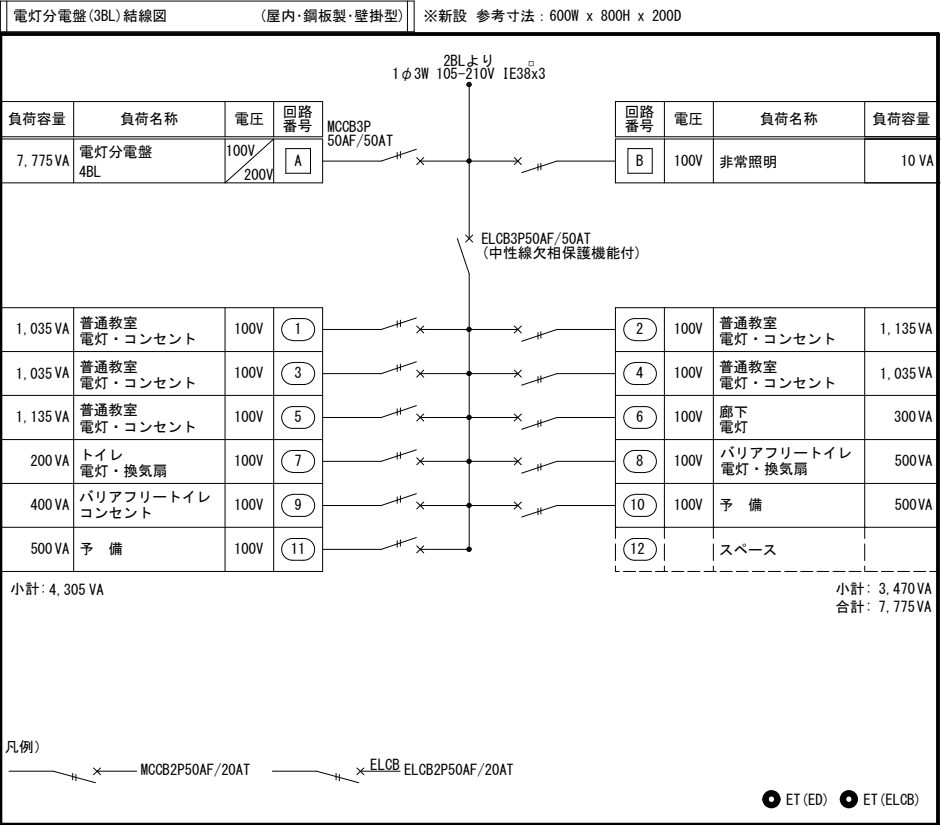 電灯分電盤(3BL)結線図 (屋内・鋼板製・壁掛型) ※新設 参考寸法：600W x 800H x 200D
2BLより
1φ3W 105-210V IE38□x3
負荷容量 負荷名称 電圧 回路番号
MCCB3P
50AF/50AT
回路番号 電圧 負荷名称 負荷容量
7,775VA 電灯分電盤 4BL 100V/200V A
B 100V 非常照明 10VA
ELCB3P50AF/50AT
(中性線欠相保護機能付)
1,035VA 普通教室 電灯・コンセント 100V 1
2 100V 普通教室 電灯・コンセント 1,135VA
1,035VA 普通教室 電灯・コンセント 100V 3
4 100V 普通教室 電灯・コンセント 1,035VA
1,135VA 普通教室 電灯・コンセント 100V 5
6 100V 廊下 電灯 300VA
200VA トイレ 電灯・換気扇 100V 7
8 100V バリアフリートイレ 電灯・換気扇 500VA
400VA バリアフリートイレ コンセント 100V 9
10 100V 予 備 500VA
500VA 予 備 100V 11
12 スペース
小計：4,305VA
小計：3,470VA
合計：7,775VA
凡例)
MCCB2P50AF/20AT
ELCB ELCB2P50AF/20AT
ET(ED) ET(ELCB)